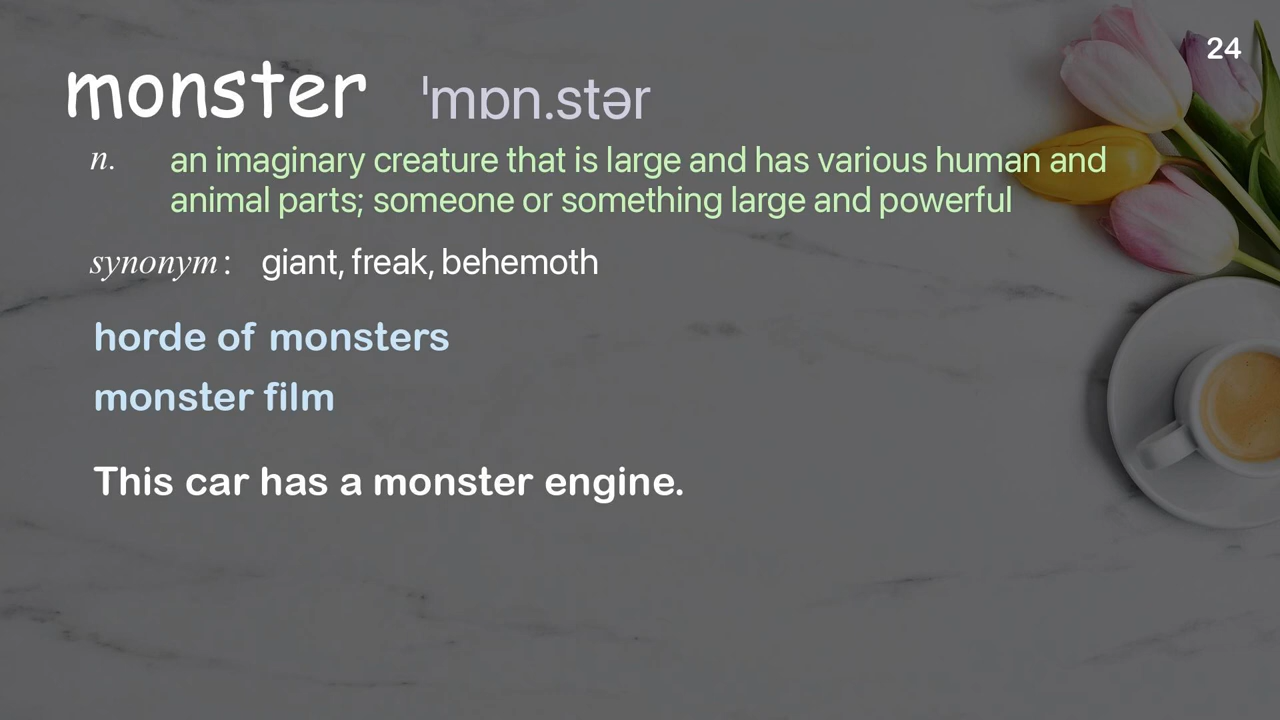 24
monster ˈmɒn.stər
n. an imaginary creature that is large and has various human and
animal parts; someone or something large and powerful
synonym: giant, freak, behemoth
horde of monsters
monster film
This car has a monster engine.